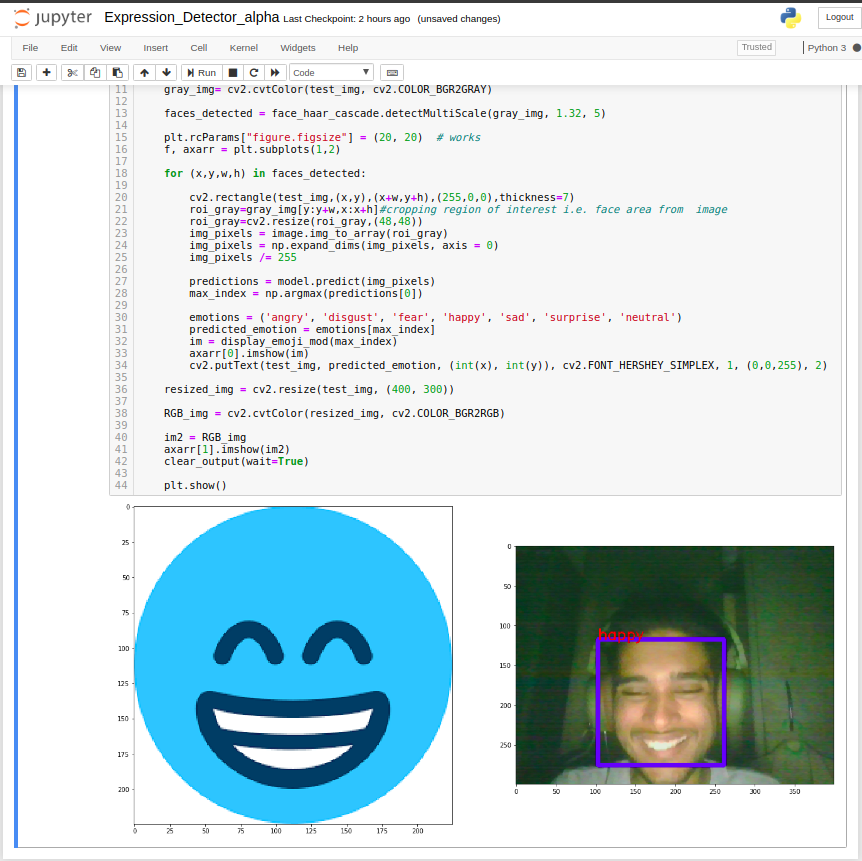 jupyter Expression_Detector_alpha Last Checkpoint: 2 hours ago (unsaved changes) Logout
File Edit View Insert Cell Kernel Widgets Help Trusted Python 3
Run Code
11 gray_img= cv2.cvtColor(test_img, cv2.COLOR_BGR2GRAY)
12
13 faces_detected = face_haar_cascade.detectMultiScale(gray_img, 1.32, 5)
14
15 plt.rcParams["figure.figsize"] = (20, 20)  # works
16 f, axarr = plt.subplots(1,2)
17
18 for (x,y,w,h) in faces_detected:
19
20     cv2.rectangle(test_img,(x,y),(x+w,y+h),(255,0,0),thickness=7)
21     roi_gray=gray_img[y:y+w,x:x+h]#cropping region of interest i.e. face area from  image
22     roi_gray=cv2.resize(roi_gray,(48,48))
23     img_pixels = image.img_to_array(roi_gray)
24     img_pixels = np.expand_dims(img_pixels, axis = 0)
25     img_pixels /= 255
26
27     predictions = model.predict(img_pixels)
28     max_index = np.argmax(predictions[0])
29
30     emotions = ('angry', 'disgust', 'fear', 'happy', 'sad', 'surprise', 'neutral')
31     predicted_emotion = emotions[max_index]
32     im = display_emoji_mod(max_index)
33     axarr[0].imshow(im)
34     cv2.putText(test_img, predicted_emotion, (int(x), int(y)), cv2.FONT_HERSHEY_SIMPLEX, 1, (0,0,255), 2)
35
36 resized_img = cv2.resize(test_img, (400, 300))
37
38 RGB_img = cv2.cvtColor(resized_img, cv2.COLOR_BGR2RGB)
39
40 im2 = RGB_img
41 axarr[1].imshow(im2)
42 clear_output(wait=True)
43
44 plt.show()
0
25
50
75
100
125
150
175
200
0 25 50 75 100 125 150 175 200
0
50
100
150
200
250
happy
0 50 100 150 200 250 300 350